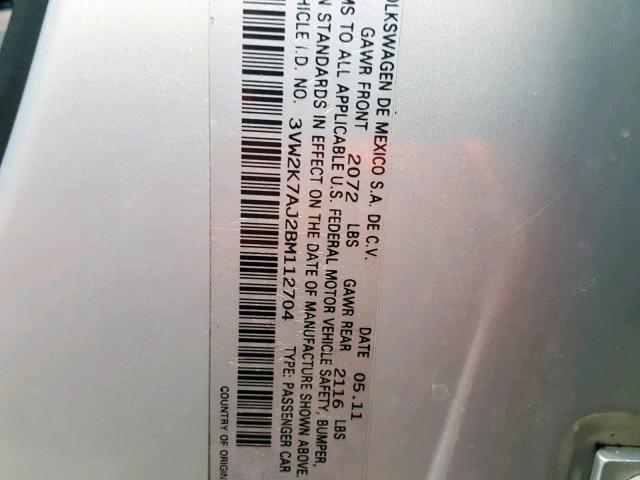 OLKSWAGEN DE MEXICO S.A. DE C.V. DATE 05.11
GAWR FRONT 2072 LBS GAWR REAR 2116 LBS
MS TO ALL APPLICABLE U.S. FEDERAL MOTOR VEHICLE SAFETY, BUMPER,
N STANDARDS IN EFFECT ON THE DATE OF MANUFACTURE SHOWN ABOVE.
HICLE I.D. NO. 3VW2K7AJ2BM112704 TYPE: PASSENGER CAR
COUNTRY OF ORIGIN